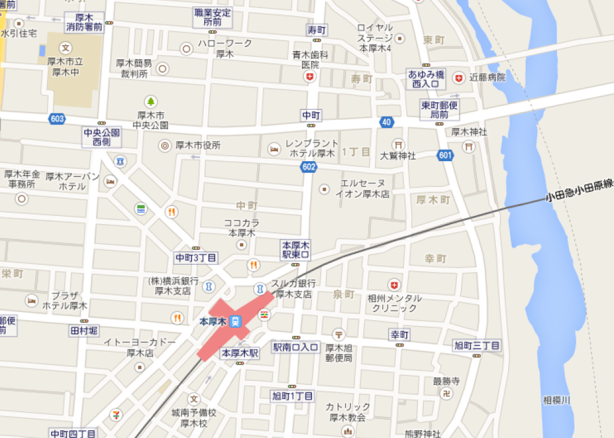 署前
水引住宅
厚木
消防署前
職業安定
所前
ハローワーク
厚木
寿町
ロイヤル
ステージ
本厚木4
東町
厚木市立
厚木中
厚木簡易
裁判所
青木歯科
医院
寿町
あゆみ橋
西入口
近藤病院
東町郵便
局前
厚木市
中央公園
603
中町
40
中央公園
西側
厚木市役所
レンブラント
ホテル厚木
1丁目
大鷲神社
厚木神社
601
602
厚木年金
事務所
厚木アーバン
ホテル
エルセーヌ
イオン厚木店
厚木町
小田急小田原線
中町
ココカラ
本厚木
中町3丁目
本厚木
駅東口
幸町
栄町
(株)横浜銀行
厚木支店
スルガ銀行
厚木支店
泉町
相州メンタル
クリニック
プラザ
ホテル厚木
本厚木
郵便
前
田村堀
イトーヨーカドー
厚木店
本厚木駅
駅南口入口
厚木旭
郵便局
幸町
旭町三丁目
最勝寺
旭町1丁目
相模川
城南予備校
厚木校
カトリック
厚木教会
中町四丁目
熊野神社